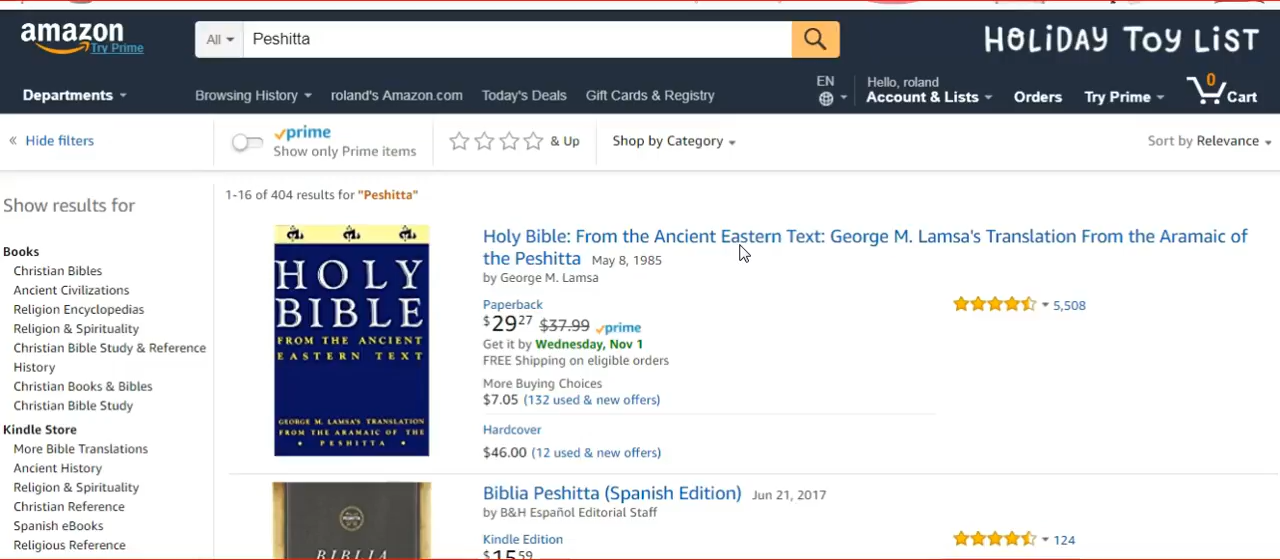 amazon
Try Prime
All
Peshitta
HOLiDAY TOY LiST
Departments
Browsing History
roland's Amazon.com
Today's Deals
Gift Cards & Registry
EN
Hello, roland
Account & Lists
Orders
Try Prime
0
Cart
« Hide filters
prime
Show only Prime items
& Up
Shop by Category
Sort by Relevance
1-16 of 404 results for "Peshitta"
Show results for
Books
Christian Bibles
Ancient Civilizations
Religion Encyclopedias
Religion & Spirituality
Christian Bible Study & Reference
History
Christian Books & Bibles
Christian Bible Study
Kindle Store
More Bible Translations
Ancient History
Religion & Spirituality
Christian Reference
Spanish eBooks
Religious Reference
HOLY
BIBLE
FROM THE ANCIENT
EASTERN TEXT
GEORGE M. LAMSA'S TRANSLATION
FROM THE ARAMAIC OF THE
• PESHITTA •
Holy Bible: From the Ancient Eastern Text: George M. Lamsa's Translation From the Aramaic of
the Peshitta May 8, 1985
by George M. Lamsa
Paperback
$29 27 $37.99 prime
Get it by Wednesday, Nov 1
FREE Shipping on eligible orders
More Buying Choices
$7.05 (132 used & new offers)
Hardcover
$46.00 (12 used & new offers)
5,508
BIBLIA
Biblia Peshitta (Spanish Edition) Jun 21, 2017
by B&H Español Editorial Staff
Kindle Edition
$15 59
124